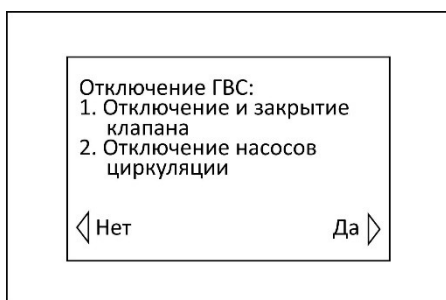 Отключение ГВС:
1. Отключение и закрытие
клапана
2. Отключение насосов
циркуляции
Нет Да